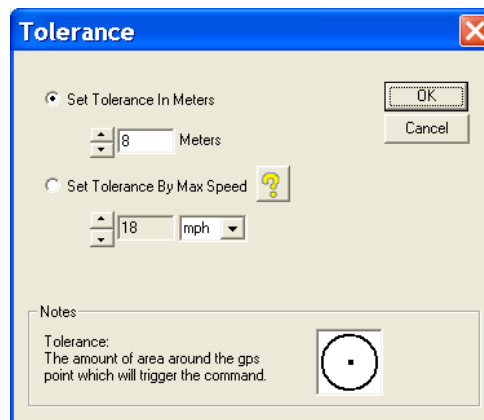 Tolerance
Set Tolerance In Meters
OK
8 Meters
Cancel
Set Tolerance By Max Speed ?
18 mph
Notes
Tolerance:
The amount of area around the gps
point which will trigger the command.